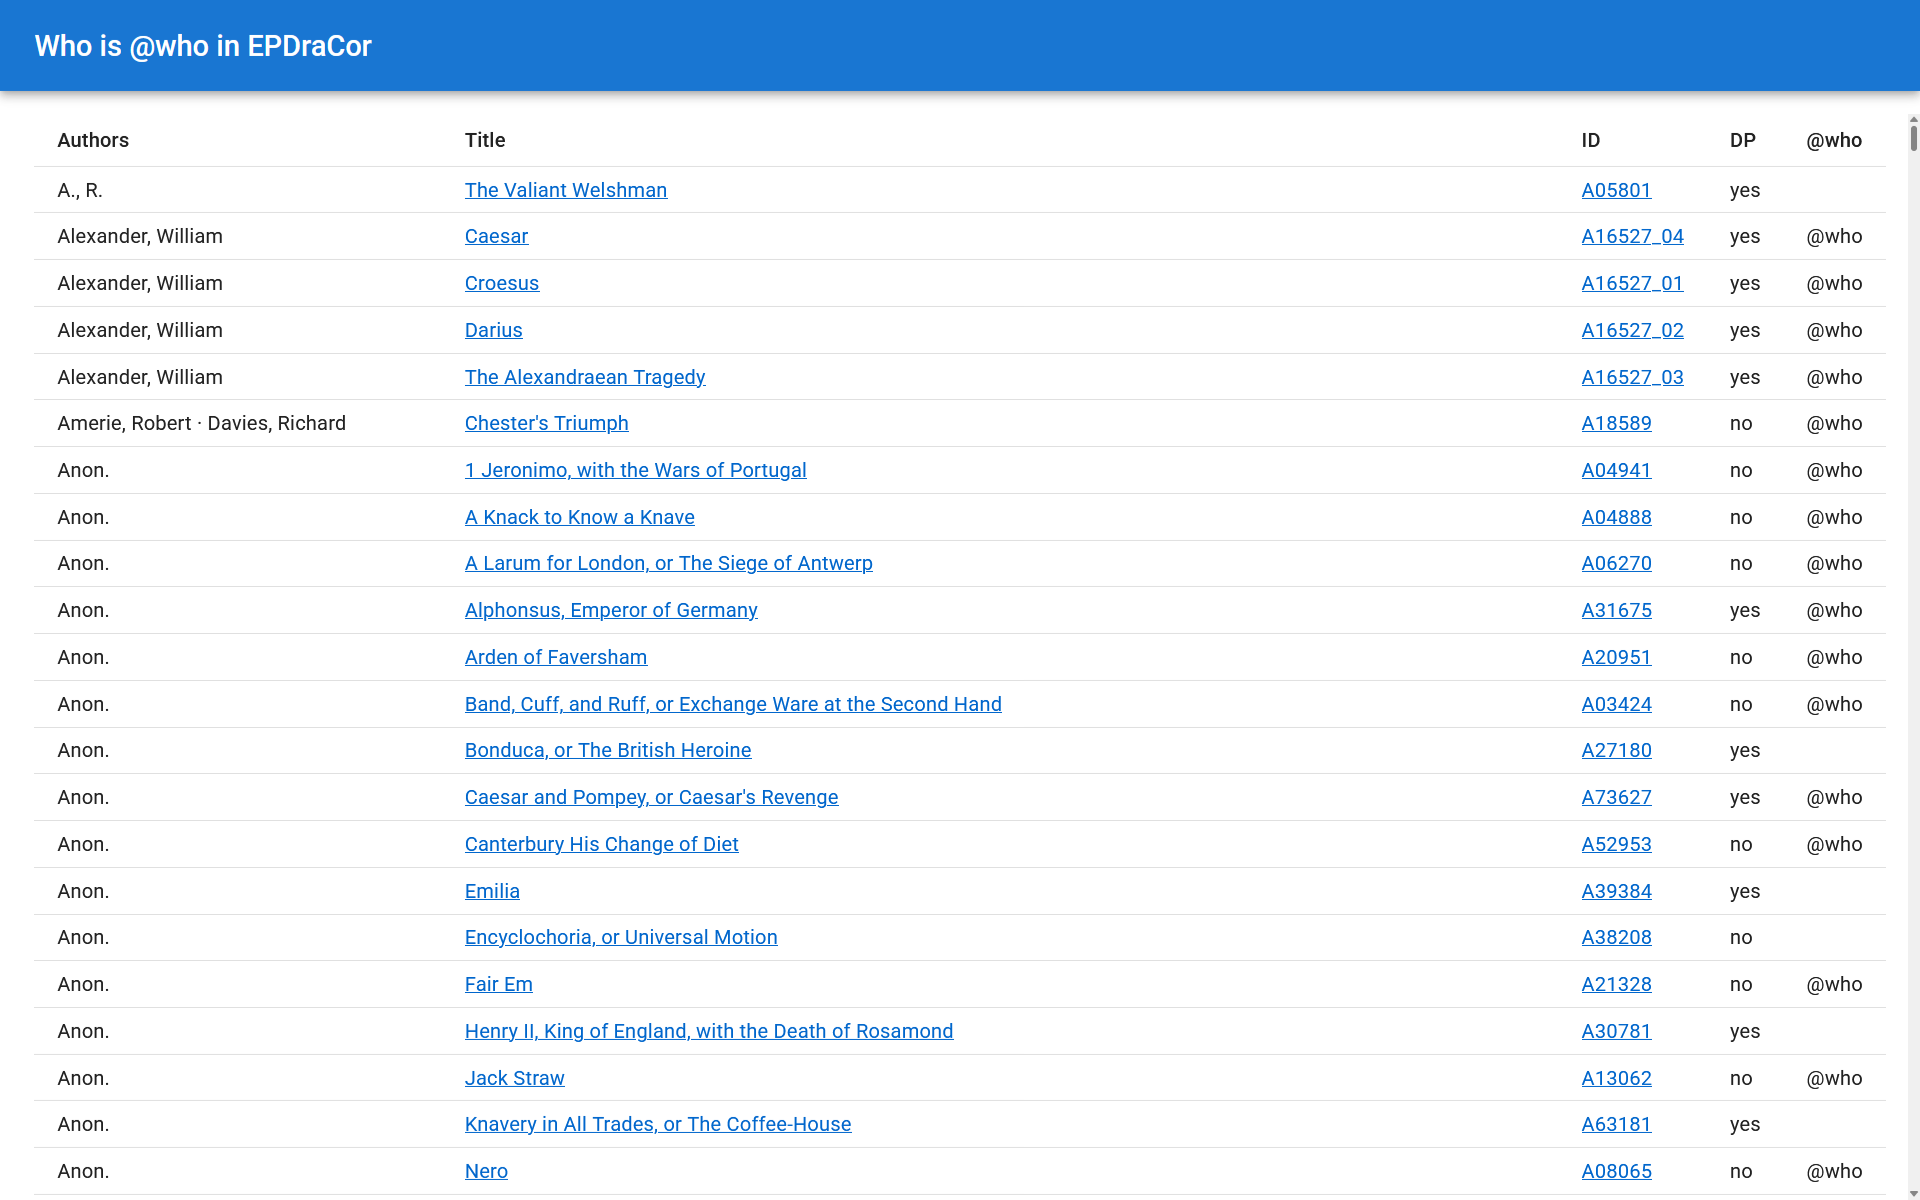 Who is @who in EPDraCor
Authors Title ID DP @who
A., R. The Valiant Welshman A05801 yes
Alexander, William Caesar A16527_04 yes @who
Alexander, William Croesus A16527_01 yes @who
Alexander, William Darius A16527_02 yes @who
Alexander, William The Alexandraean Tragedy A16527_03 yes @who
Amerie, Robert · Davies, Richard Chester's Triumph A18589 no @who
Anon. 1 Jeronimo, with the Wars of Portugal A04941 no @who
Anon. A Knack to Know a Knave A04888 no @who
Anon. A Larum for London, or The Siege of Antwerp A06270 no @who
Anon. Alphonsus, Emperor of Germany A31675 yes @who
Anon. Arden of Faversham A20951 no @who
Anon. Band, Cuff, and Ruff, or Exchange Ware at the Second Hand A03424 no @who
Anon. Bonduca, or The British Heroine A27180 yes
Anon. Caesar and Pompey, or Caesar's Revenge A73627 yes @who
Anon. Canterbury His Change of Diet A52953 no @who
Anon. Emilia A39384 yes
Anon. Encyclochoria, or Universal Motion A38208 no
Anon. Fair Em A21328 no @who
Anon. Henry II, King of England, with the Death of Rosamond A30781 yes
Anon. Jack Straw A13062 no @who
Anon. Knavery in All Trades, or The Coffee-House A63181 yes
Anon. Nero A08065 no @who